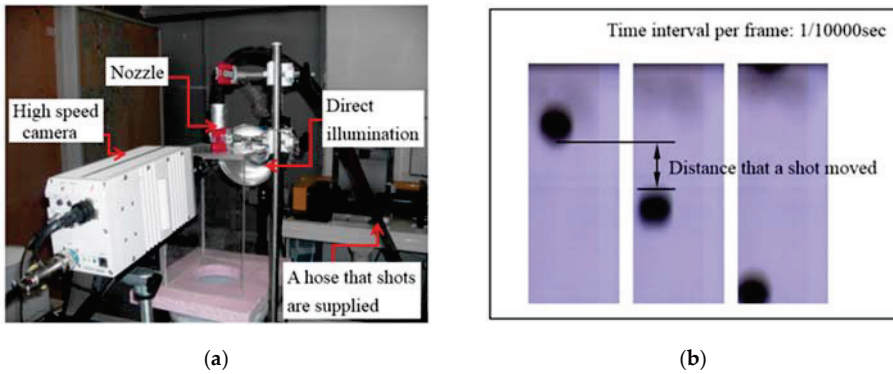 Nozzle
High speed
camera
Direct
illumination
A hose that shots
are supplied
(a)
Time interval per frame: 1/10000sec
Distance that a shot moved
(b)